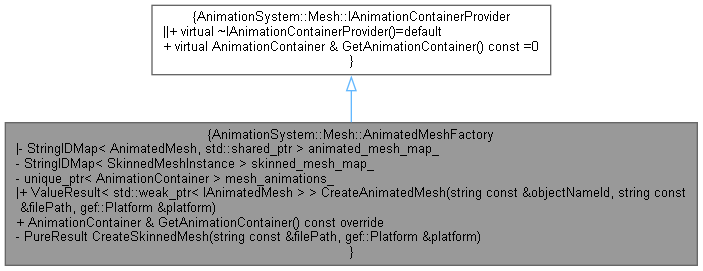 {AnimationSystem::Mesh::IAnimationContainerProvider
||+ virtual ~IAnimationContainerProvider()=default
+ virtual AnimationContainer & GetAnimationContainer() const =0
}
{AnimationSystem::Mesh::AnimatedMeshFactory
|- StringIDMap< AnimatedMesh, std::shared_ptr > animated_mesh_map_
- StringIDMap< SkinnedMeshInstance > skinned_mesh_map_
- unique_ptr< AnimationContainer > mesh_animations_
|+ ValueResult< std::weak_ptr< IAnimatedMesh > > CreateAnimatedMesh(string const &objectNameId, string const
&filePath, gef::Platform &platform)
+ AnimationContainer & GetAnimationContainer() const override
- PureResult CreateSkinnedMesh(string const &filePath, gef::Platform &platform)
}